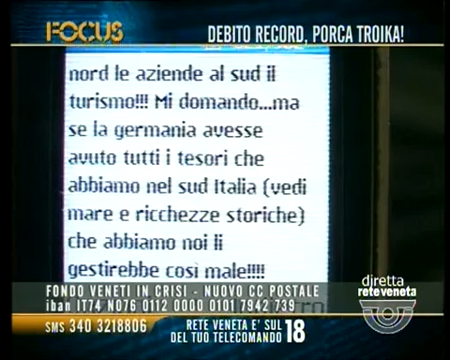 FOCUS
DEBITO RECORD, PORCA TROIKA!
nord le aziende al sud il
turismo!!! Mi domando...ma
se la germania avesse
avuto tutti i tesori che
abbiamo nel sud Italia (vedi
mare e ricchezze storiche)
che abbiamo noi li
gestirebbe così male!!!!
diretta
reteveneta
FONDO VENETI IN CRISI - NUOVO CC POSTALE
iban IT74 N076 0112 0000 0101 7942 739
SMS 340 3218806
RETE VENETA E' SUL
DEL TUO TELECOMANDO 18